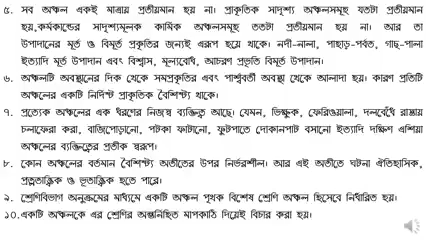 ৫. সব অঞ্চল একই মাত্রায় প্রতীয়মান হয় না। প্রাকৃতিক সাদৃশ্য অঞ্চলসমূহ যতটা প্রতীয়মান
হয়,কর্মকান্ডের সাদৃশ্যমূলক কার্মিক অঞ্চলসমূহ ততটা প্রতীয়মান হয় না। আর তা
উপাদানের মূর্ত ও বিমূর্ত প্রকৃতির জন্যই এরূপ হয়ে থাকে। নদী-নালা, পাহাড়-পর্বত, গাছ-পালা
ইত্যাদি মূর্ত উপাদান এবং বিশ্বাস, মূল্যবোধ, আচরণ প্রভৃতি বিমূর্ত উপাদান।
৬. অঞ্চলটি অবস্থানের দিক থেকে সমপ্রকৃতির এবং পার্শ্ববর্তী অবস্থা থেকে আলাদা হয়। কারণ প্রতিটি
অঞ্চলের একটি নির্দিষ্ট প্রাকৃতিক বৈশিষ্ট্য থাকে।
৭. প্রত্যেক অঞ্চলের এক ধরণের নিজস্ব ব্যক্তিত্ব আছে। যেমন, ভিক্ষুক, ফেরিওয়ালা, দলবেঁধে রাস্তায়
চলাফেরা করা, বাজিপোড়ানো, পটকা ফাটানো, ফুটপাতে দোকানপাট বসানো ইত্যাদি দক্ষিণ এশিয়া
অঞ্চলের ব্যক্তিত্বের প্রতীক স্বরূপ।
৮. কোন অঞ্চলের বর্তমান বৈশিষ্ট্য অতীতের উপর নির্ভরশীল। আর এই অতীতে ঘটনা ঐতিহাসিক,
প্রত্নতাত্ত্বিক ও ভূতাত্ত্বিক হতে পারে।
৯. শ্রেণিবিভাগ অনুক্রমের মাধ্যমে একটি অঞ্চল পৃথক বিশেষ শ্রেণি অঞ্চল হিসেবে নির্ধারিত হয়।
১০.একটি অঞ্চলকে এর শ্রেণির অন্তর্নিহিত মাপকাঠি দিয়েই বিচার করা হয়।